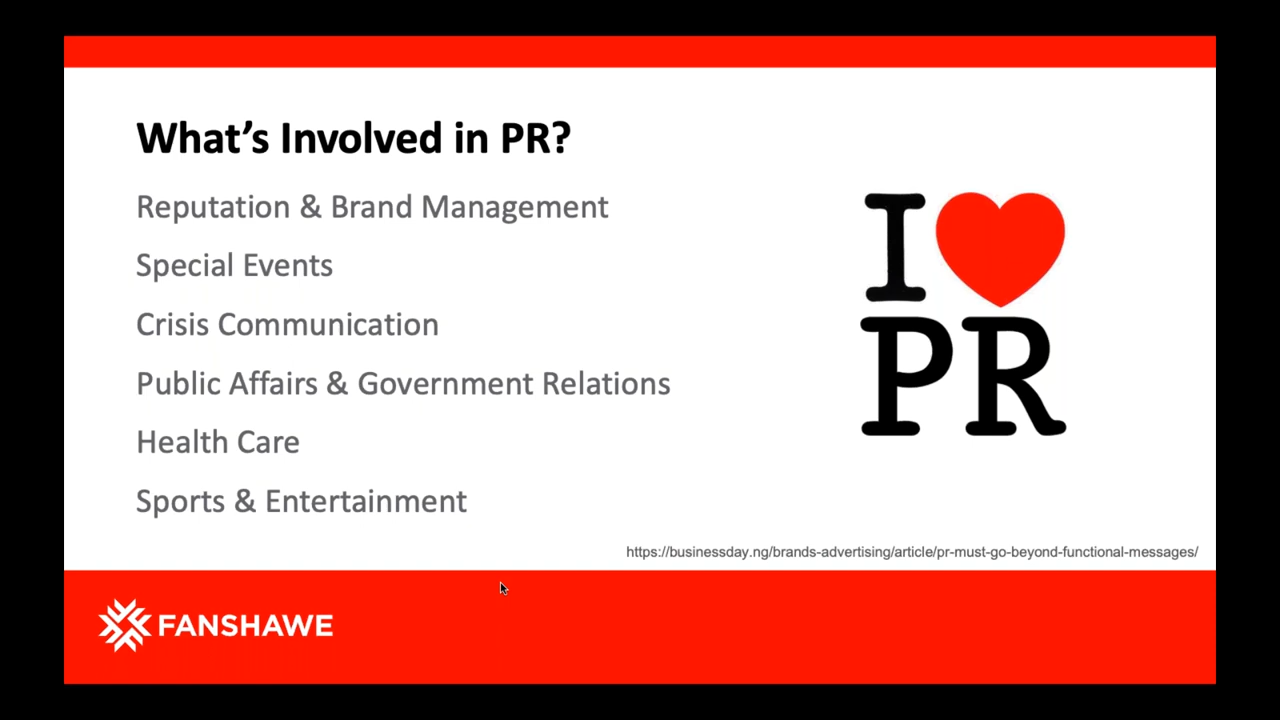 What's Involved in PR?
Reputation & Brand Management
Special Events
Crisis Communication
Public Affairs & Government Relations
Health Care
Sports & Entertainment
I
PR
https://businessday.ng/brands-advertising/article/pr-must-go-beyond-functional-messages/
FANSHAWE